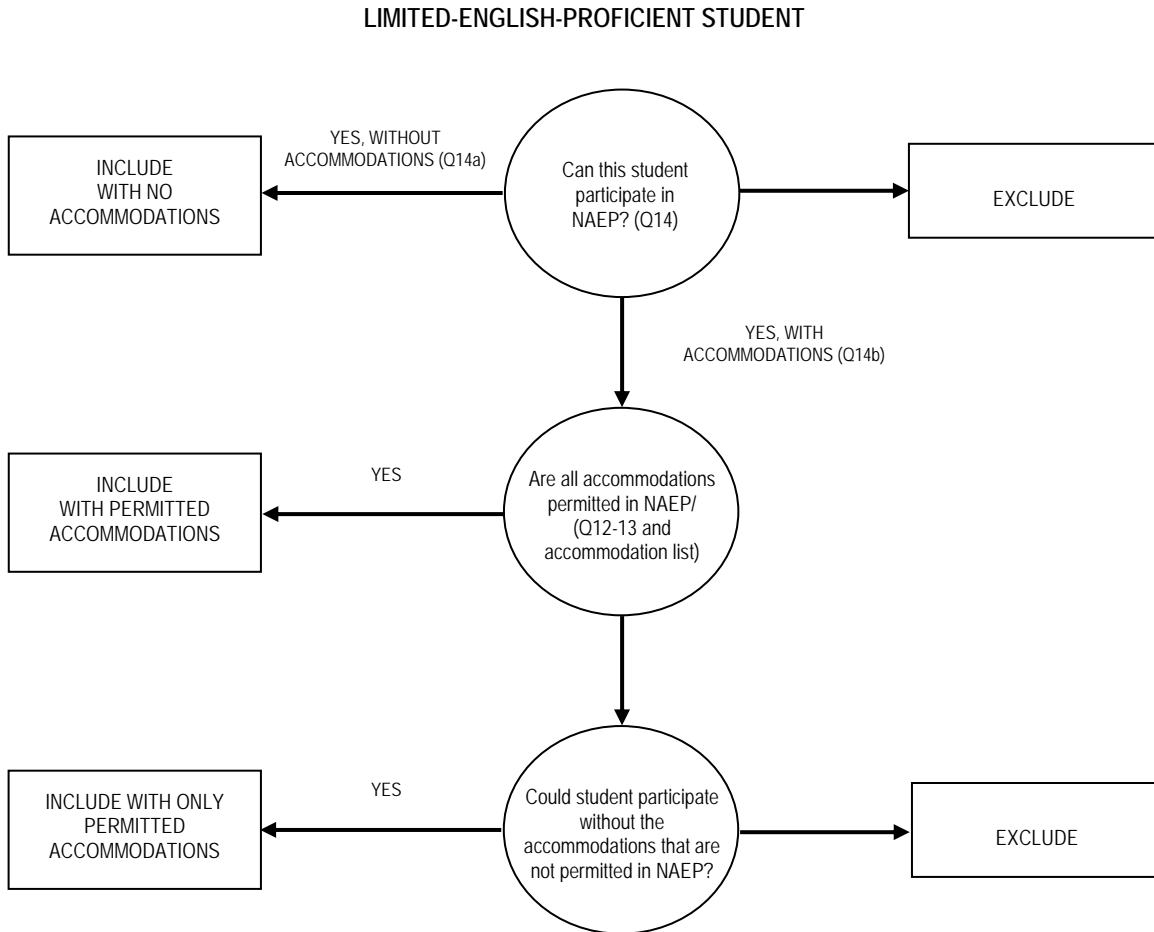 LIMITED-ENGLISH-PROFICIENT STUDENT
INCLUDE
WITH NO
ACCOMMODATIONS
YES, WITHOUT
ACCOMMODATIONS (Q14a)
Can this student
participate in
NAEP? (Q14)
EXCLUDE
YES, WITH
ACCOMMODATIONS (Q14b)
INCLUDE
WITH PERMITTED
ACCOMMODATIONS
YES
Are all accommodations
permitted in NAEP/
(Q12-13 and
accommodation list)
INCLUDE WITH ONLY
PERMITTED
ACCOMMODATIONS
YES
Could student participate
without the
accommodations that are
not permitted in NAEP?
EXCLUDE